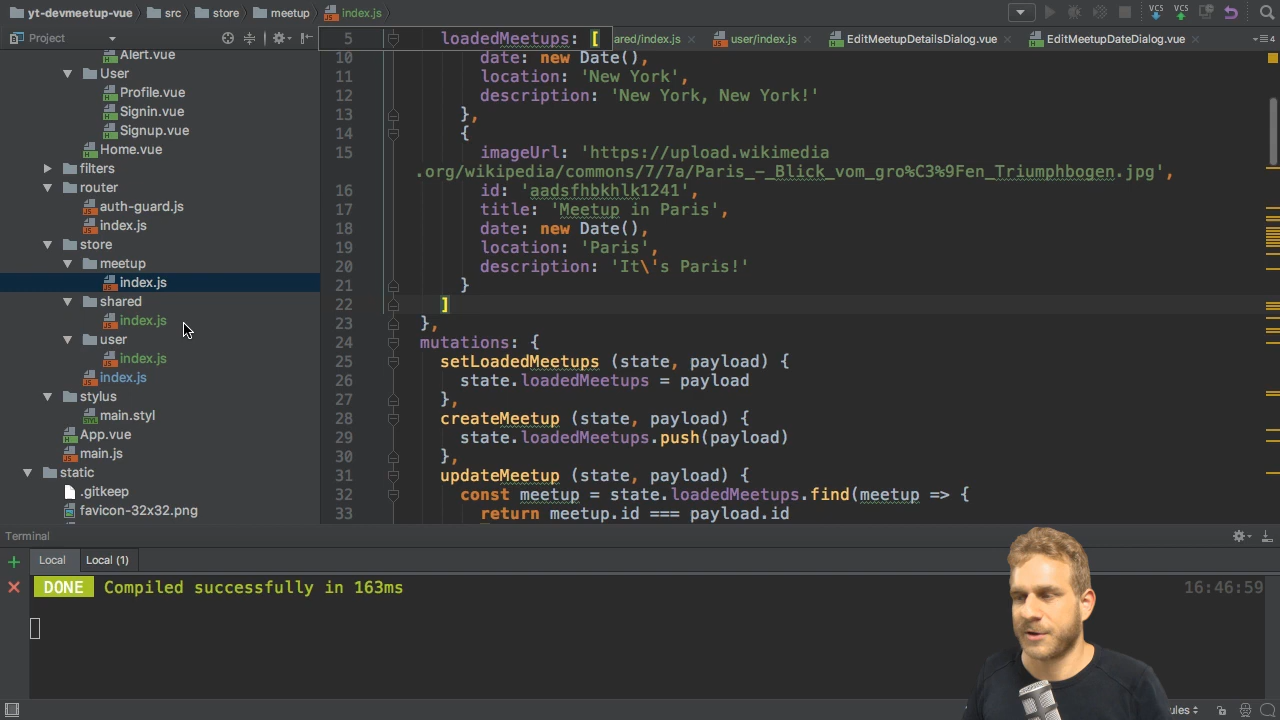 yt-devmeetup-vue src store meetup index.js
Project
Alert.vue
User
Profile.vue
Signin.vue
Signup.vue
Home.vue
filters
router
auth-guard.js
index.js
store
meetup
index.js
shared
index.js
user
index.js
index.js
stylus
main.styl
App.vue
main.js
static
.gitkeep
favicon-32x32.png
ared/index.js user/index.js EditMeetupDetailsDialog.vue EditMeetupDateDialog.vue
5 loadedMeetups: [
10 date: new Date(),
11 location: 'New York',
12 description: 'New York, New York!'
13 },
14 {
15 imageUrl: 'https://upload.wikimedia
.org/wikipedia/commons/7/7a/Paris_-_Blick_vom_gro%C3%9Fen_Triumphbogen.jpg',
16 id: 'aadsfhbkhlk1241',
17 title: 'Meetup in Paris',
18 date: new Date(),
19 location: 'Paris',
20 description: 'It\'s Paris!'
21 }
22 ]
23 },
24 mutations: {
25 setLoadedMeetups (state, payload) {
26 state.loadedMeetups = payload
27 },
28 createMeetup (state, payload) {
29 state.loadedMeetups.push(payload)
30 },
31 updateMeetup (state, payload) {
32 const meetup = state.loadedMeetups.find(meetup => {
33 return meetup.id === payload.id
Terminal
Local Local (1)
DONE Compiled successfully in 163ms 16:46:59